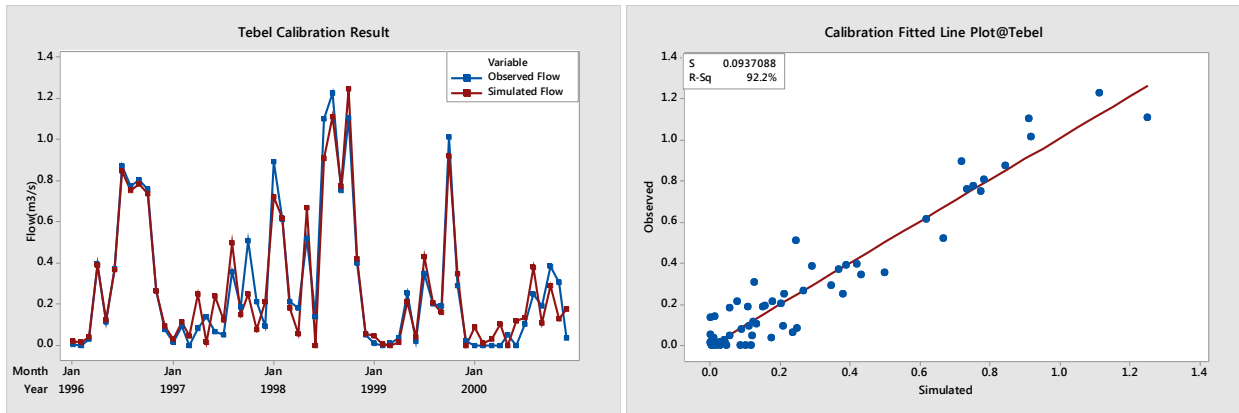 Tebel Calibration Result
Variable
Observed Flow
Simulated Flow
Flow(m3/s)
1.4
1.2
1.0
0.8
0.6
0.4
0.2
0.0
Month Jan Jan Jan Jan Jan
Year 1996 1997 1998 1999 2000
Calibration Fitted Line Plot@Tebel
S 0.0937088
R-Sq 92.2%
Observed
1.4
1.2
1.0
0.8
0.6
0.4
0.2
0.0
0.0 0.2 0.4 0.6 0.8 1.0 1.2 1.4
Simulated